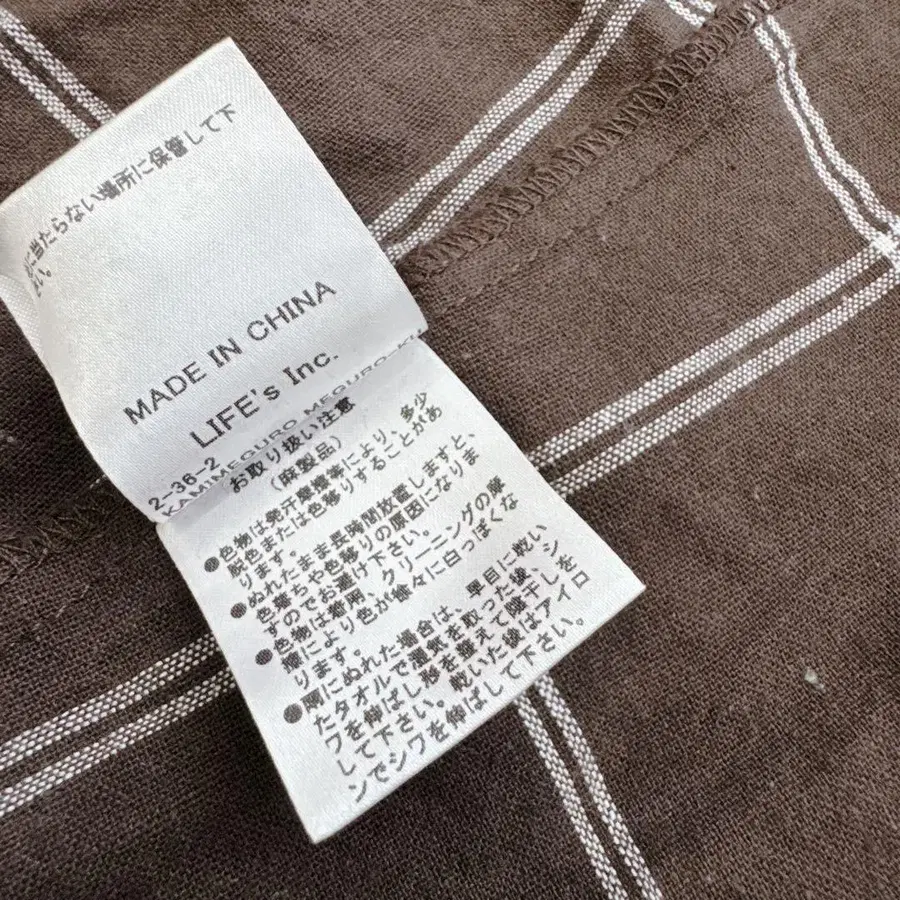 に当たらない場所に保管して下
さい。
MADE IN CHINA
LIFE's Inc.
2-36-2
KAMIMEGURO MEGURO-KU
お取り扱い注意
(麻製品)
●色物は発汗摩擦等により、多少
脱色または色移りすることがあ
ります。
●ぬれたまま長時間放置しますと、
色落ちや色移りの原因になりま
すのでお避け下さい。
●色物は着用、クリーニングの摩
擦により色が徐々に白っぽくな
ります。
●雨にぬれた場合は、早目に乾い
たタオルで湿気を取った後、シ
ワを伸ばし形を整えて陰干しを
して下さい。乾いた後はアイロ
ンでシワを伸ばして下さい。